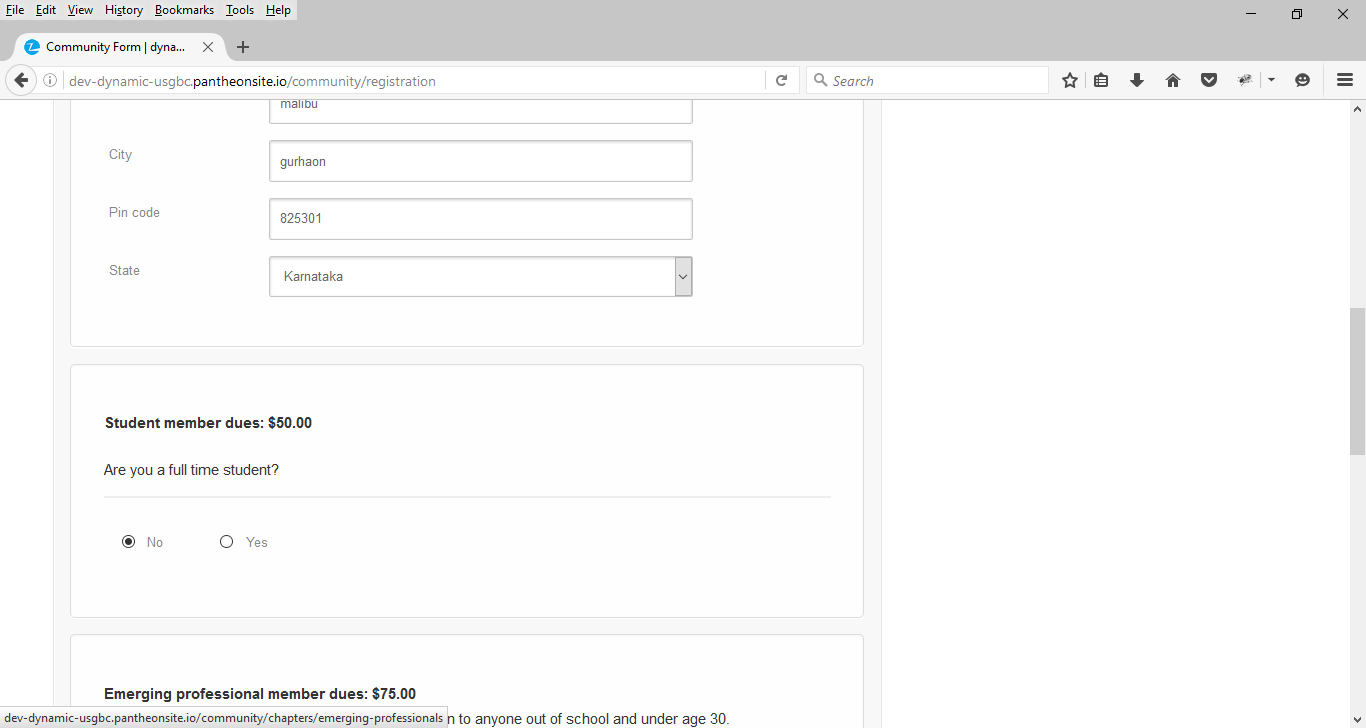 File Edit View History Bookmarks Tools Help
Community Form | dyna...
dev-dynamic-usgbc.pantheonsite.io/community/registration
Search
malibu
City
gurhaon
Pin code
825301
State
Karnataka
Student member dues: $50.00
Are you a full time student?
No
Yes
Emerging professional member dues: $75.00
dev-dynamic-usgbc.pantheonsite.io/community/chapters/emerging-professionals
n to anyone out of school and under age 30.